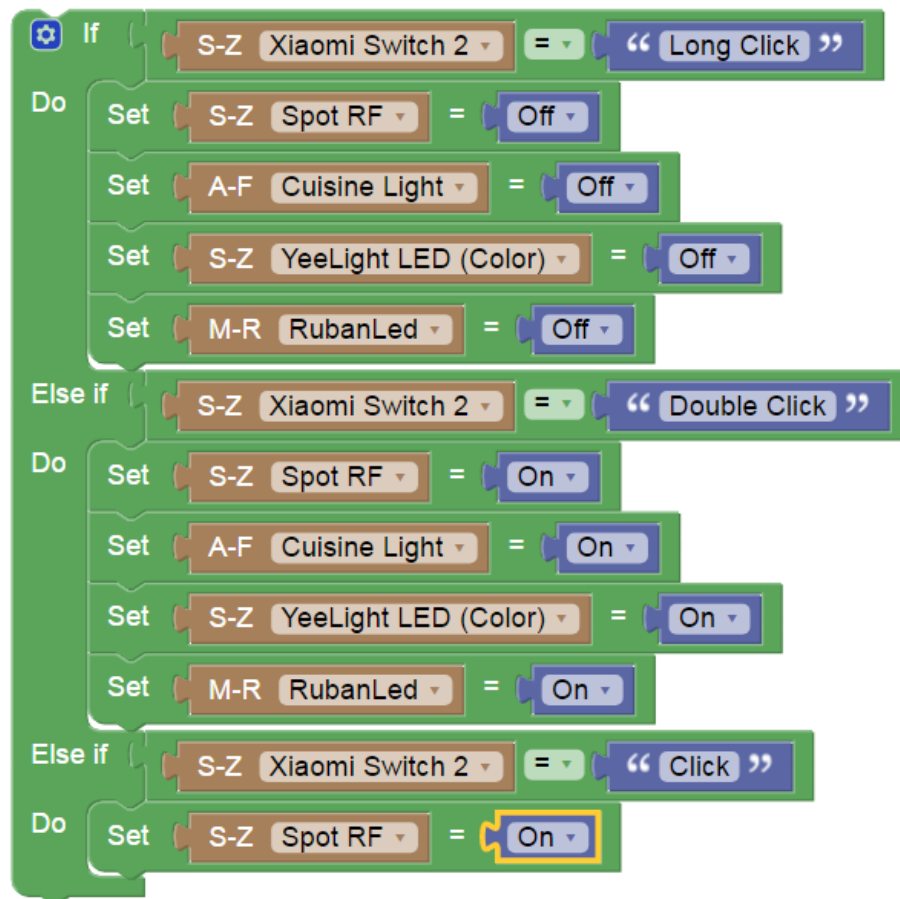 If S-Z Xiaomi Switch 2 = “ Long Click ”
Do Set S-Z Spot RF = Off
Set A-F Cuisine Light = Off
Set S-Z YeeLight LED (Color) = Off
Set M-R RubanLed = Off
Else if S-Z Xiaomi Switch 2 = “ Double Click ”
Do Set S-Z Spot RF = On
Set A-F Cuisine Light = On
Set S-Z YeeLight LED (Color) = On
Set M-R RubanLed = On
Else if S-Z Xiaomi Switch 2 = “ Click ”
Do Set S-Z Spot RF = On